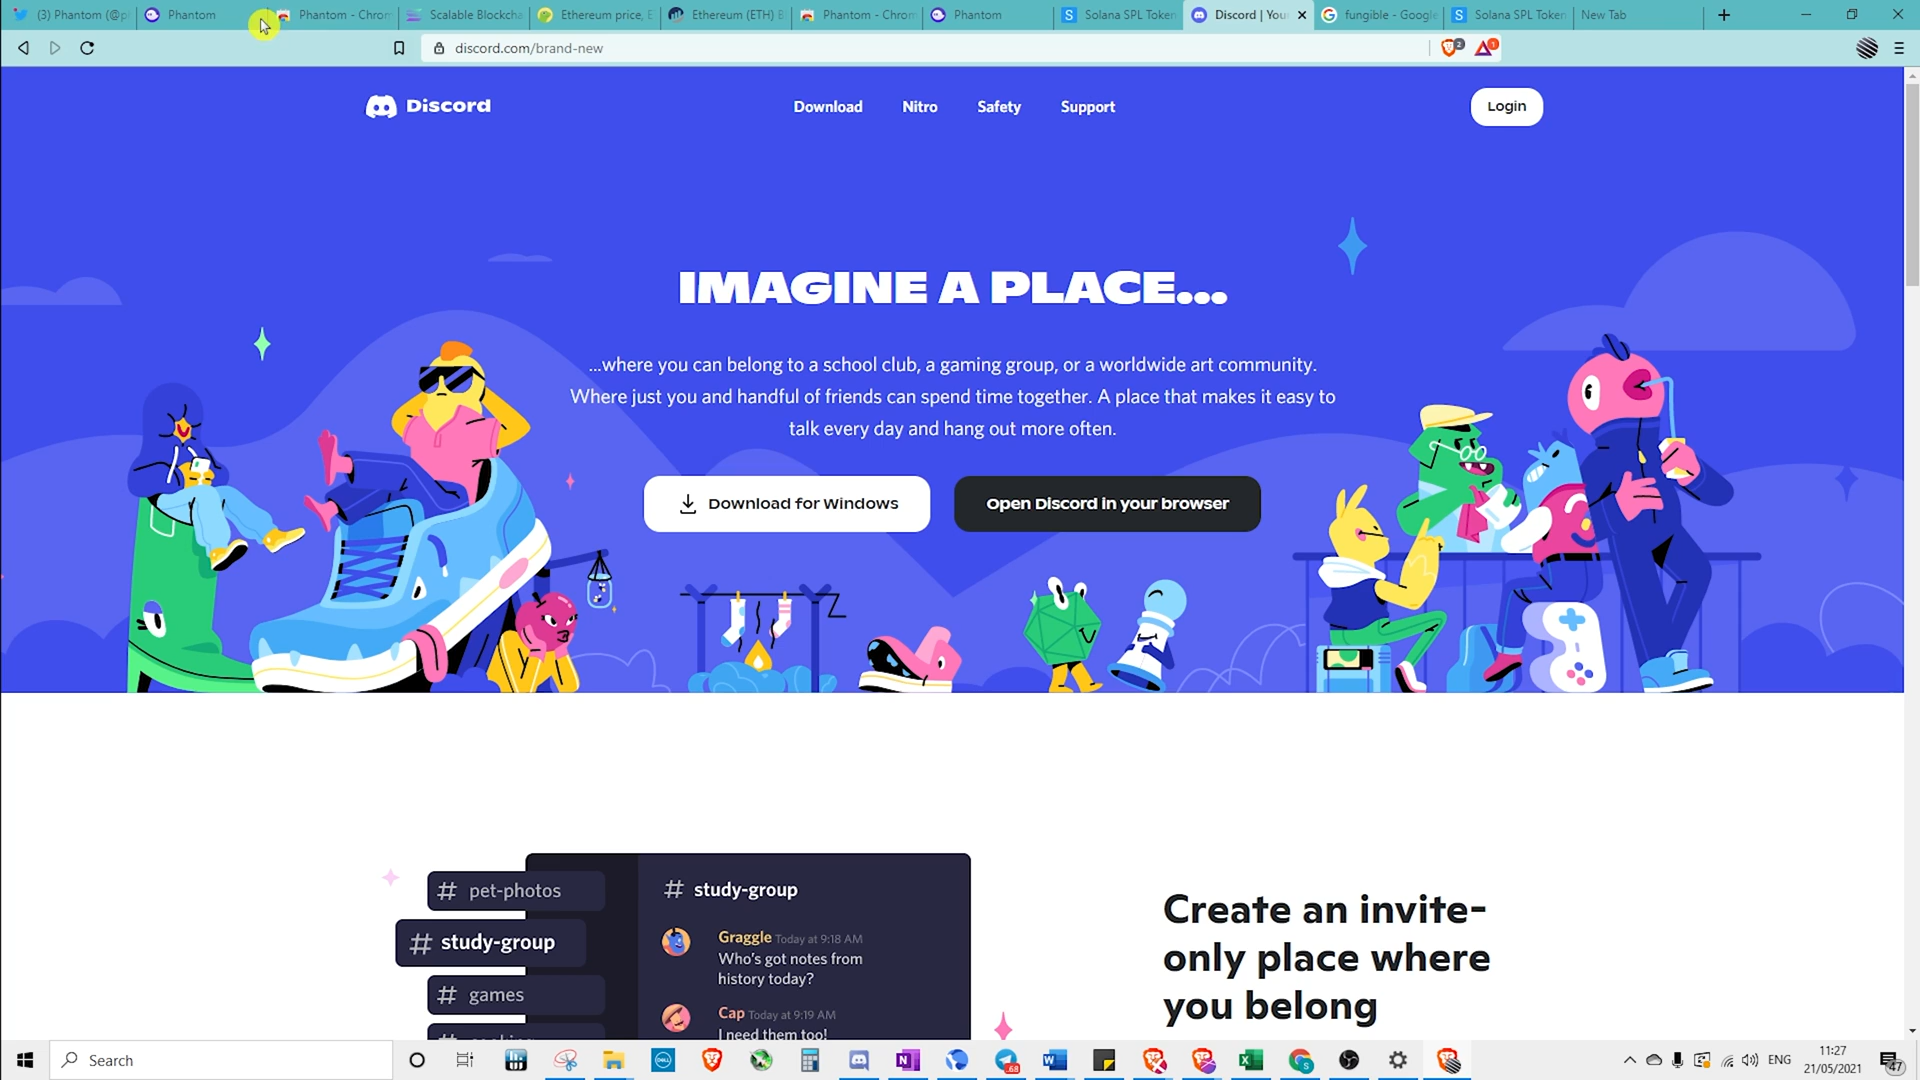 (3) Phantom (@p
Phantom
Phantom - Chrom
Scalable Blockcha
Ethereum price, E
Ethereum (ETH) B
Phantom - Chrom
Phantom
Solana SPL Token
Discord | You
fungible - Google
Solana SPL Token
New Tab
discord.com/brand-new
2
1
Discord
Download
Nitro
Safety
Support
Login
IMAGINE A PLACE...
...where you can belong to a school club, a gaming group, or a worldwide art community.
Where just you and handful of friends can spend time together. A place that makes it easy to
talk every day and hang out more often.
Download for Windows
Open Discord in your browser
# pet-photos
# study-group
# games
# study-group
Graggle Today at 9:18 AM
Who's got notes from
history today?
Cap Today at 9:19 AM
I need them too!
Create an invite-
only place where
you belong
Search
ENG
11:27
21/05/2021
47